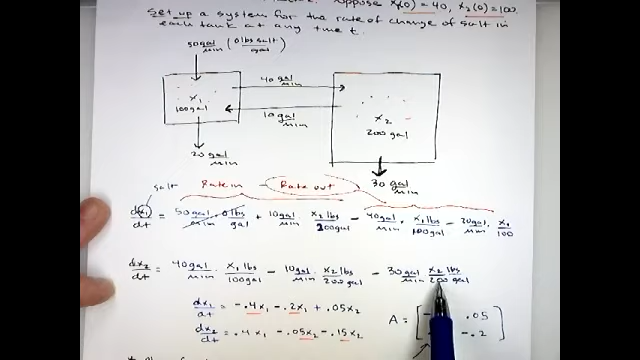 Suppose x₁(0) = 40, x₂(0) = 100.
set up a system for the rate of change of salt in
each tank at any time t.
50 gal/min (0 lbs salt/gal)
40 gal/min
x₁
100 gal
10 gal/min
x₂
200 gal
20 gal/min
30 gal/min
salt
Rate in - Rate out
dx₁/dt = 50 gal/min · 0 lbs/gal + 10 gal/min · x₂ lbs/200 gal - 40 gal/min · x₁ lbs/100 gal - 20 gal/min · x₁/100
dx₂/dt = 40 gal/min · x₁ lbs/100 gal - 10 gal/min · x₂ lbs/200 gal - 30 gal/min x₂ lbs/200 gal
dx₁/dt = -.4x₁ - .2x₁ + .05x₂
dx₂/dt = .4x₁ - .05x₂ - .15x₂
A = [ .05
-.2 ]